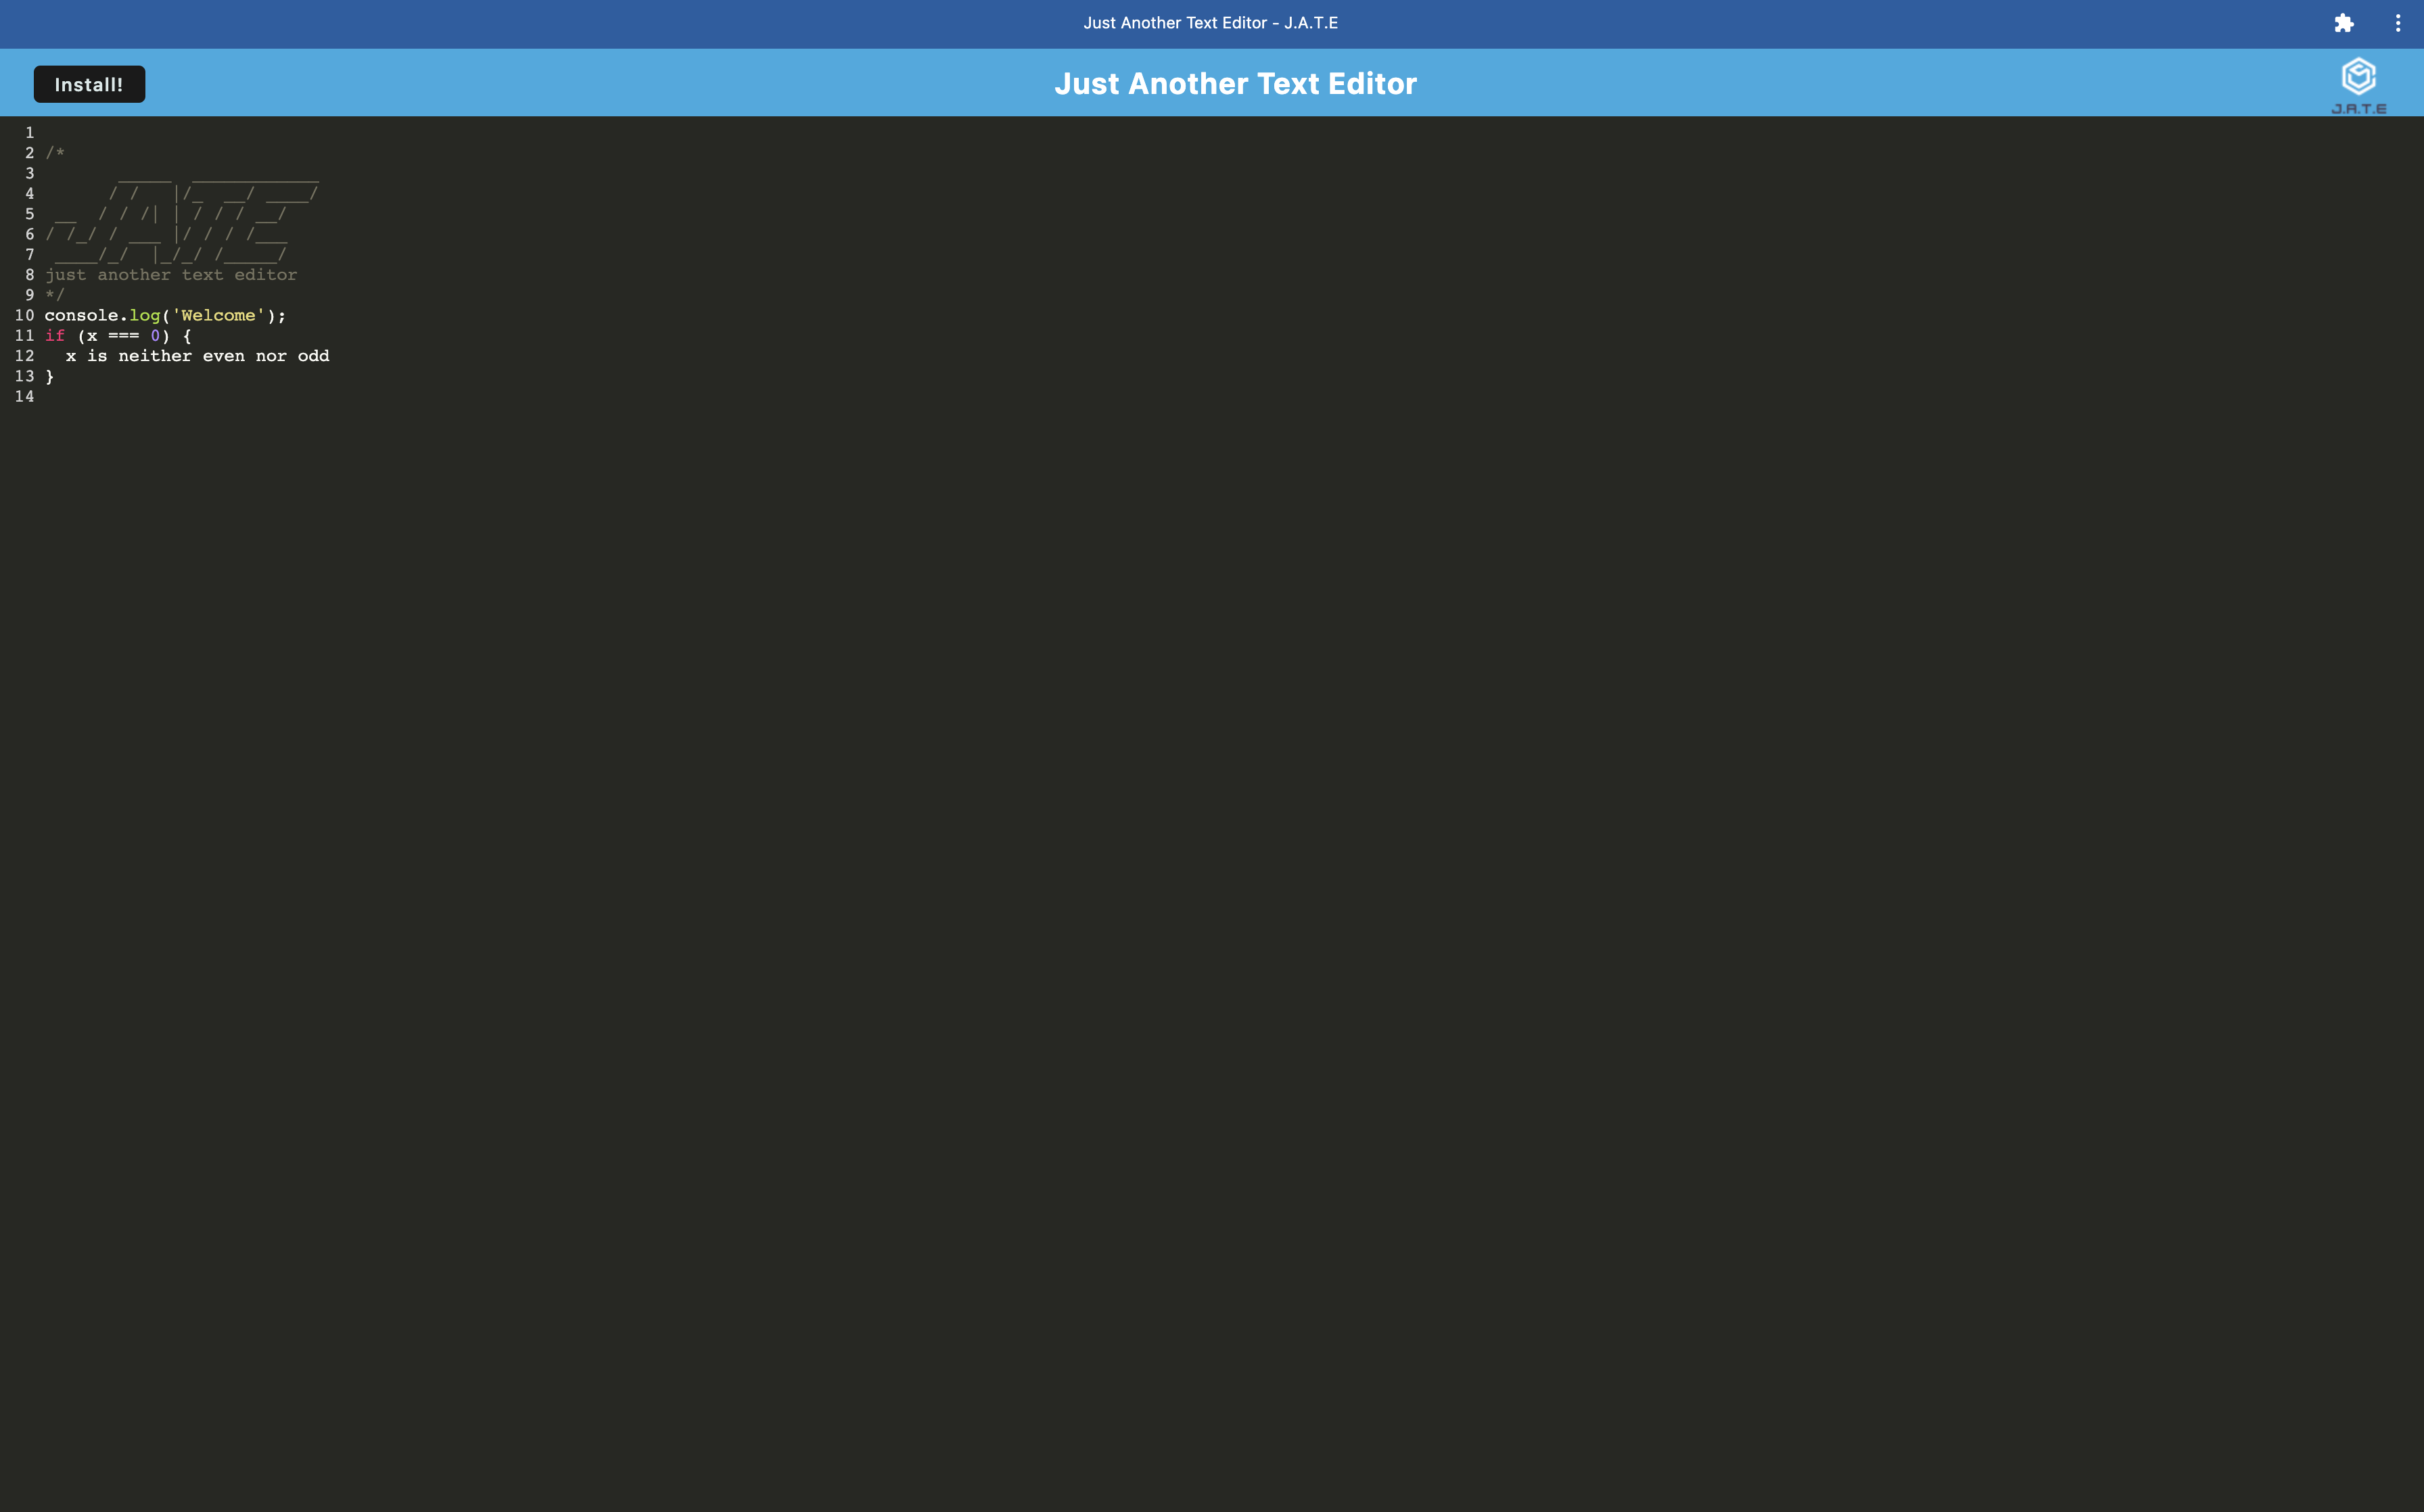 Just Another Text Editor - J.A.T.E
Install!
Just Another Text Editor
J.A.T.E
1
2 /*
3        _____  ____________
4       / /   |/_  __/ ____/
5  __  / / /| | / / / __/
6 / /_/ / ___ |/ / / /___
7  ____/_/  |_/_/ /_____/
8 just another text editor
9 */
10 console.log('Welcome');
11 if (x === 0) {
12   x is neither even nor odd
13 }
14